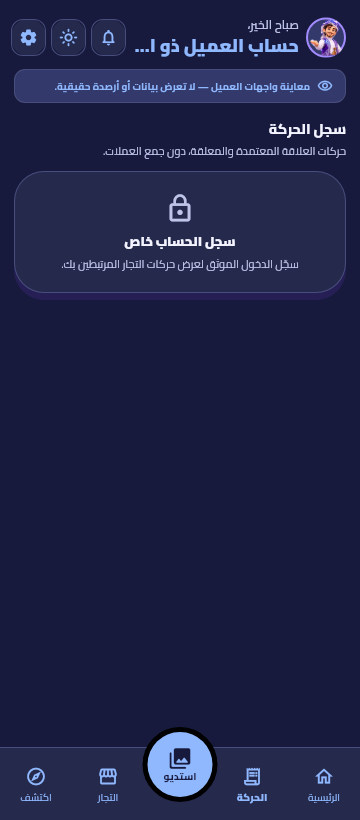 صباح الخير،
حساب العميل ذو ا...
معاينة واجهات العميل — لا تعرض بيانات أو أرصدة حقيقية.
سجل الحركة
حركات العلاقة المعتمدة والمعلقة، دون جمع العملات.
سجل الحساب خاص
سجّل الدخول الموثق لعرض حركات التجار المرتبطين بك.
الرئيسية
الحركة
استديو
التجار
اكتشف